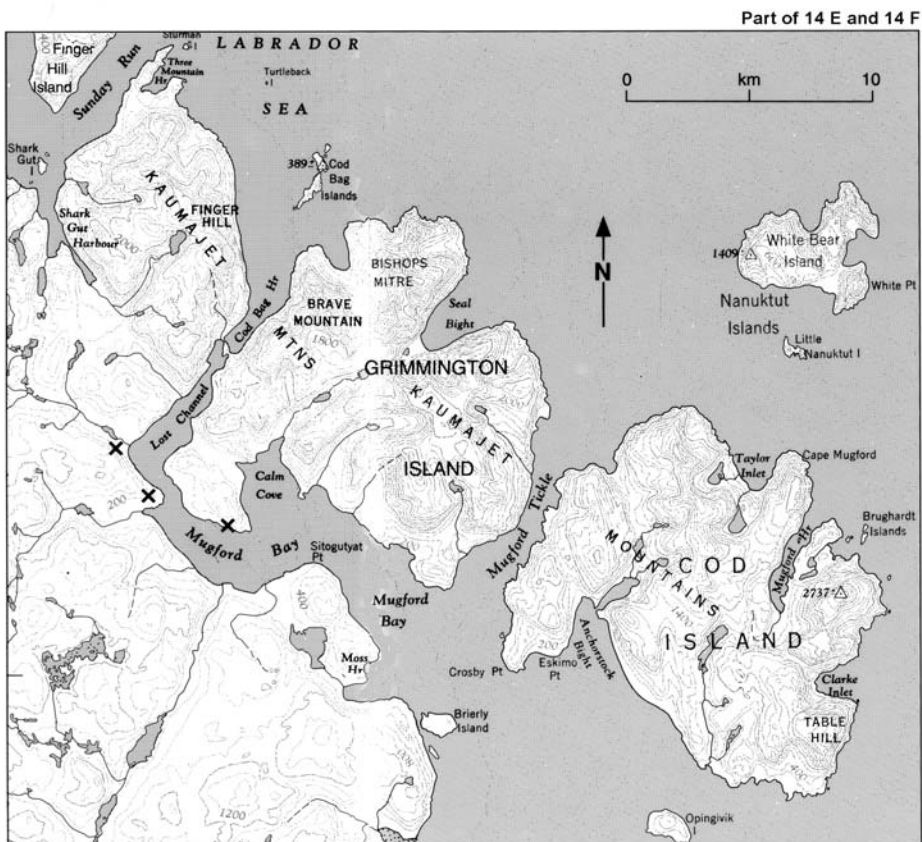 Part of 14 E and 14 F
400
Finger
Hill
Island
Sunday Run
Sturman
I
Three
Mountain
Hr
LABRADOR
SEA
Turtleback
I
0 km 10
Shark
Gut
I
Shark
Gut
Harbour
KAUMAJET
FINGER
HILL
2000
389
Cod
Bag
Islands
N
BISHOPS
MITRE
BRAVE
MOUNTAIN
1800
MTNS
Cod Bag Hr
Seal
Bight
1409
White Bear
Island
White Pt
Nanuktut
Islands
Little
Nanuktut I
GRIMMINGTON
KAUMAJET
ISLAND
Lost Channel
Calm
Cove
200
Mugford Bay
Sitogutyat
Pt
Mugford
Bay
Mugford Tickle
Taylor
Inlet
Cape Mugford
Brughardt
Islands
Mugford Hr
MOUNTAINS
COD
ISLAND
2737
1400
400
Moss
Hr
Crosby Pt
200
Eskimo
Pt
Anchorstock
Bight
Clarke
Inlet
TABLE
HILL
400
Brierly
Island
1200
Opingivik
I